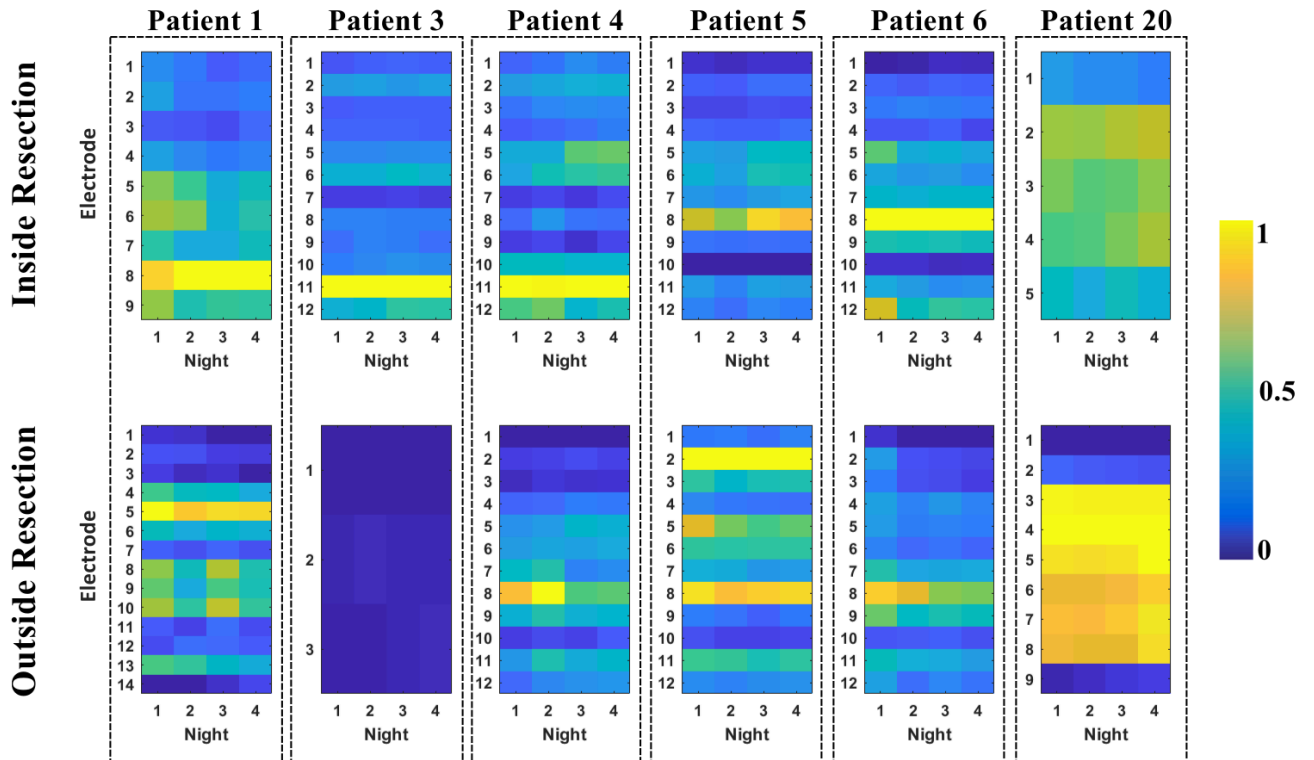 Patient 1 Patient 3 Patient 4 Patient 5 Patient 6 Patient 20
Inside Resection
Electrode
1 2 3 4 5 6 7 8 9
1 2 3 4
Night
1 2 3 4 5 6 7 8 9 10 11 12
1 2 3 4
Night
1 2 3 4 5 6 7 8 9 10 11 12
1 2 3 4
Night
1 2 3 4 5 6 7 8 9 10 11 12
1 2 3 4
Night
1 2 3 4 5 6 7 8 9 10 11 12
1 2 3 4
Night
1 2 3 4 5
1 2 3 4
Night
1
0.5
0
Outside Resection
Electrode
1 2 3 4 5 6 7 8 9 10 11 12 13 14
1 2 3 4
Night
1 2 3
1 2 3 4
Night
1 2 3 4 5 6 7 8 9 10 11 12
1 2 3 4
Night
1 2 3 4 5 6 7 8 9 10 11 12
1 2 3 4
Night
1 2 3 4 5 6 7 8 9 10 11 12
1 2 3 4
Night
1 2 3 4 5 6 7 8 9
1 2 3 4
Night